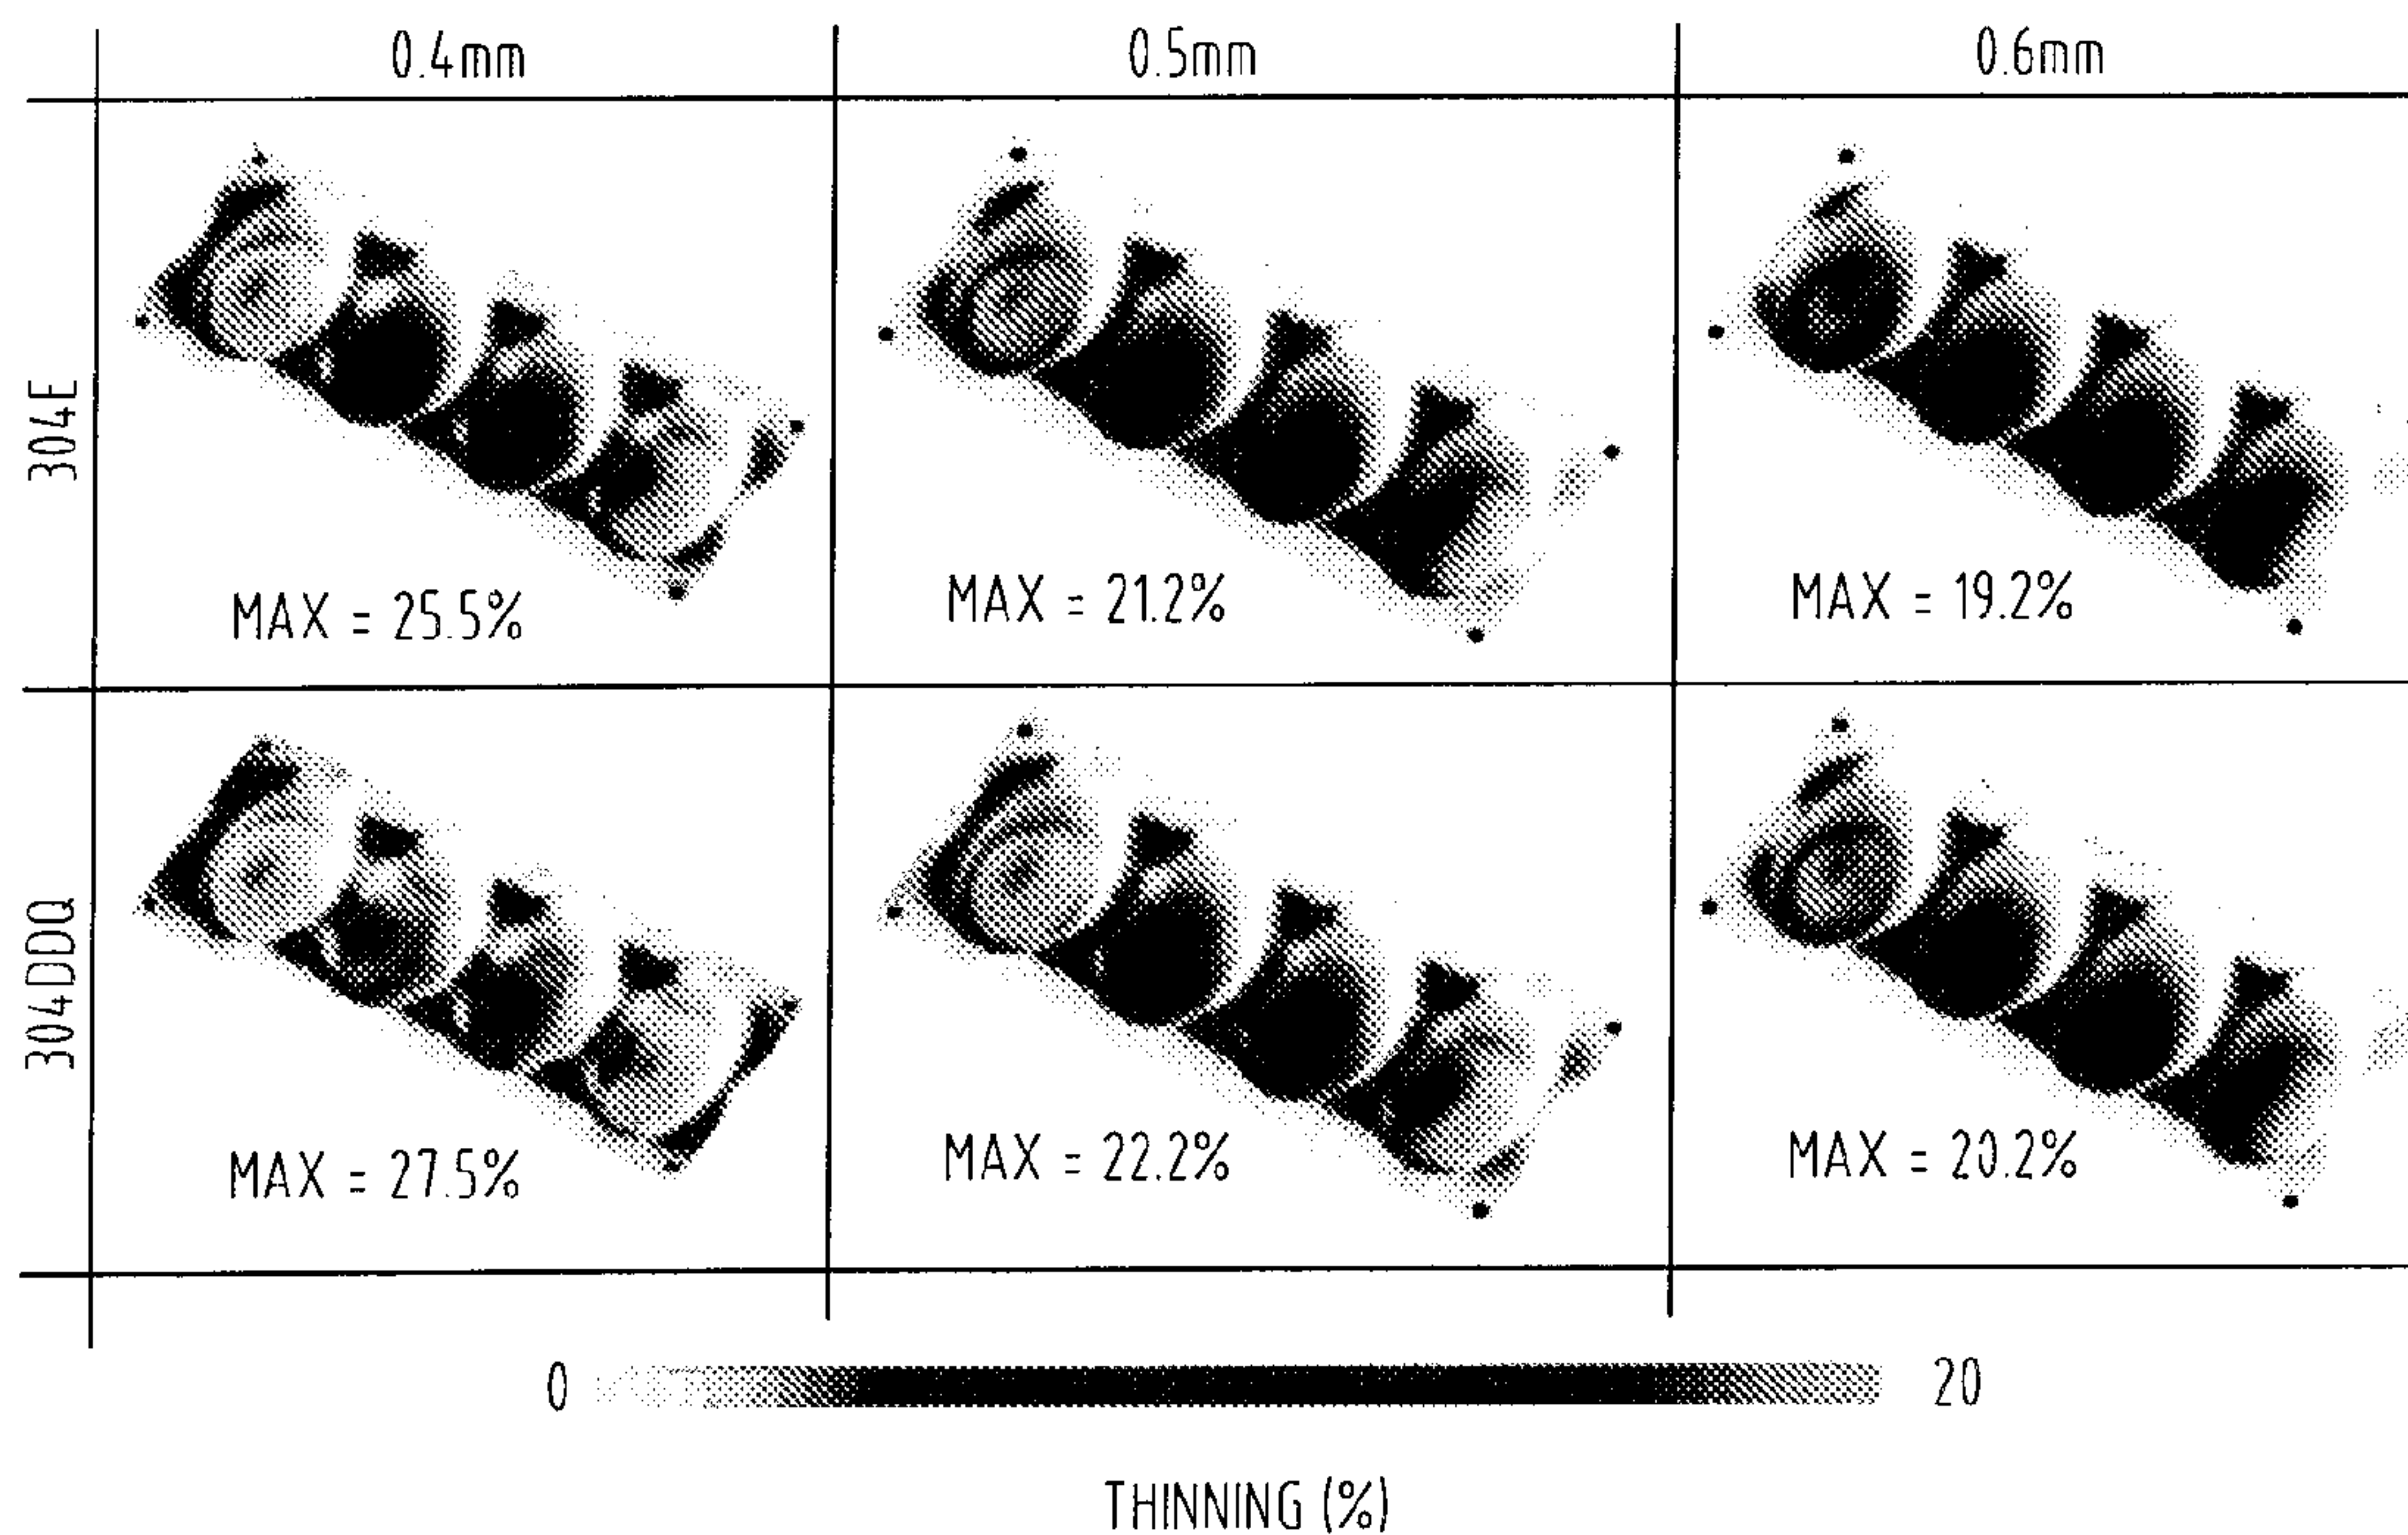 0.4mm 0.5mm 0.6mm
304E
MAX = 25.5% MAX = 21.2% MAX = 19.2%
304DDQ
MAX = 27.5% MAX = 22.2% MAX = 20.2%
0 20
THINNING (%)